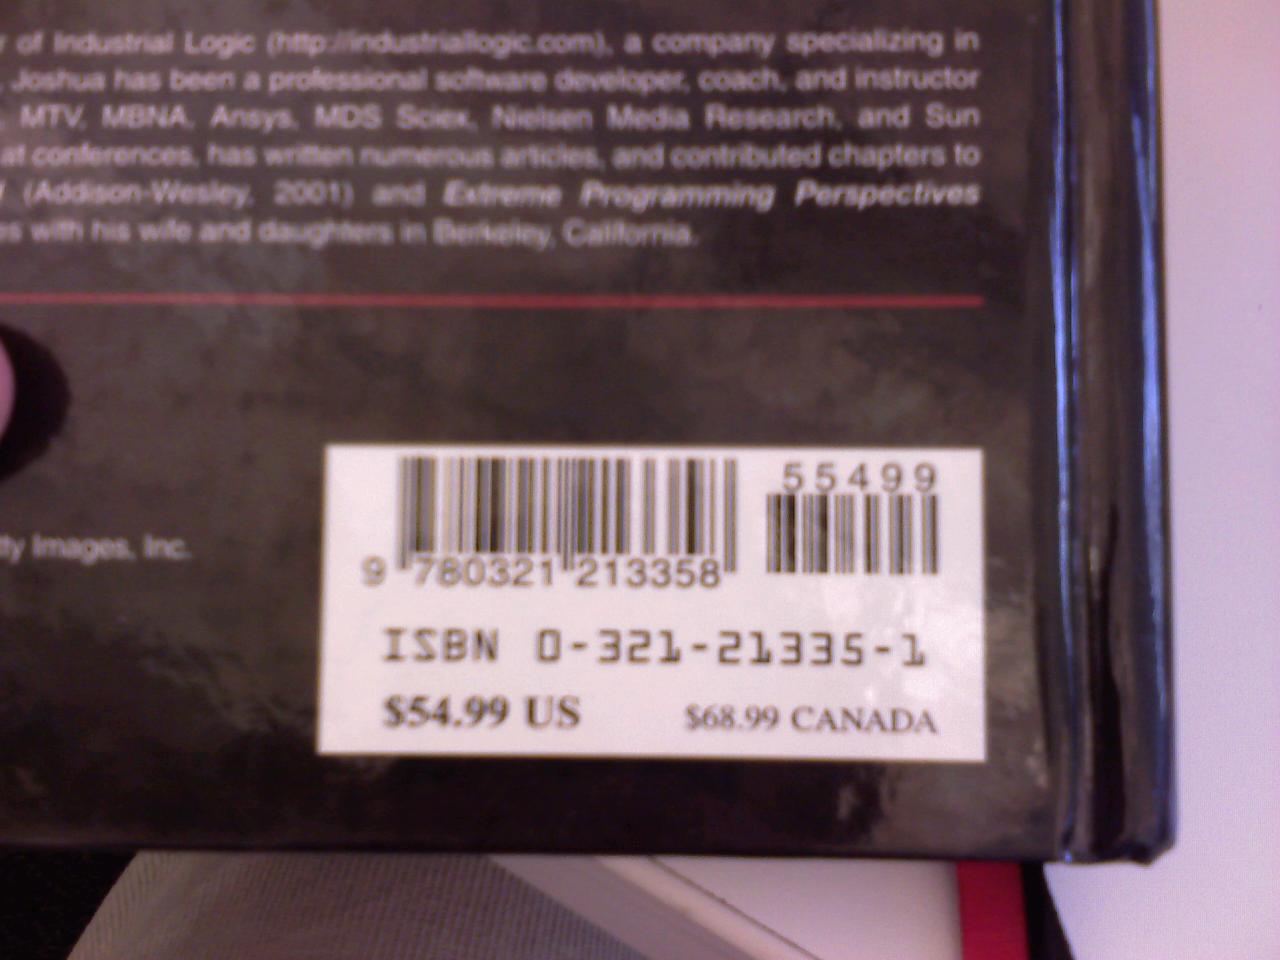 r of Industrial Logic (http://industriallogic.com), a company specializing in
. Joshua has been a professional software developer, coach, and instructor
, MTV, MBNA, Ansys, MDS Sciex, Nielsen Media Research, and Sun
at conferences, has written numerous articles, and contributed chapters to
(Addison-Wesley, 2001) and Extreme Programming Perspectives
es with his wife and daughters in Berkeley, California.
tty Images, Inc.
55499
9 780321 213358
ISBN 0-321-21335-1
$54.99 US $68.99 CANADA